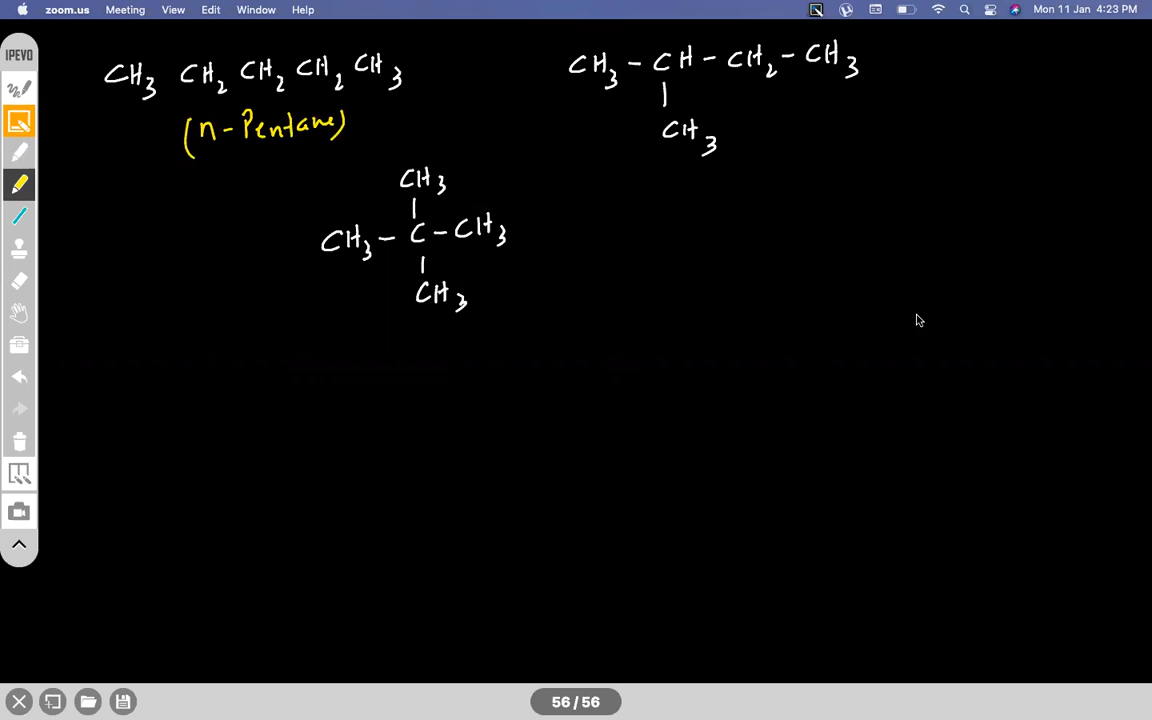 zoom.us Meeting View Edit Window Help Mon 11 Jan 4:23 PM
IPEVO
CH3 CH2 CH2 CH2 CH3
(n-Pentane)
CH3 - CH - CH2 - CH3
|
CH3
CH3
|
CH3 - C - CH3
|
CH3
56 / 56